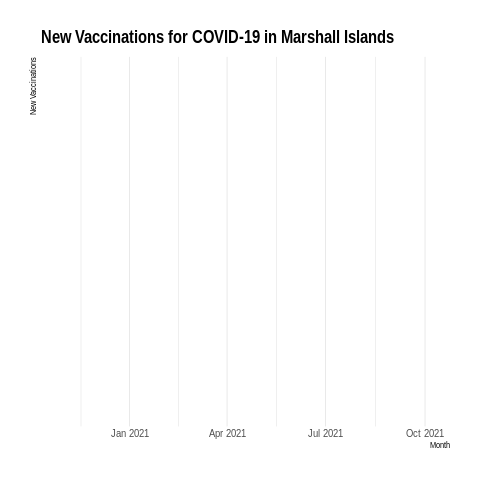 New Vaccinations for COVID-19 in Marshall Islands
New Vaccinations
Jan 2021 Apr 2021 Jul 2021 Oct 2021
Month